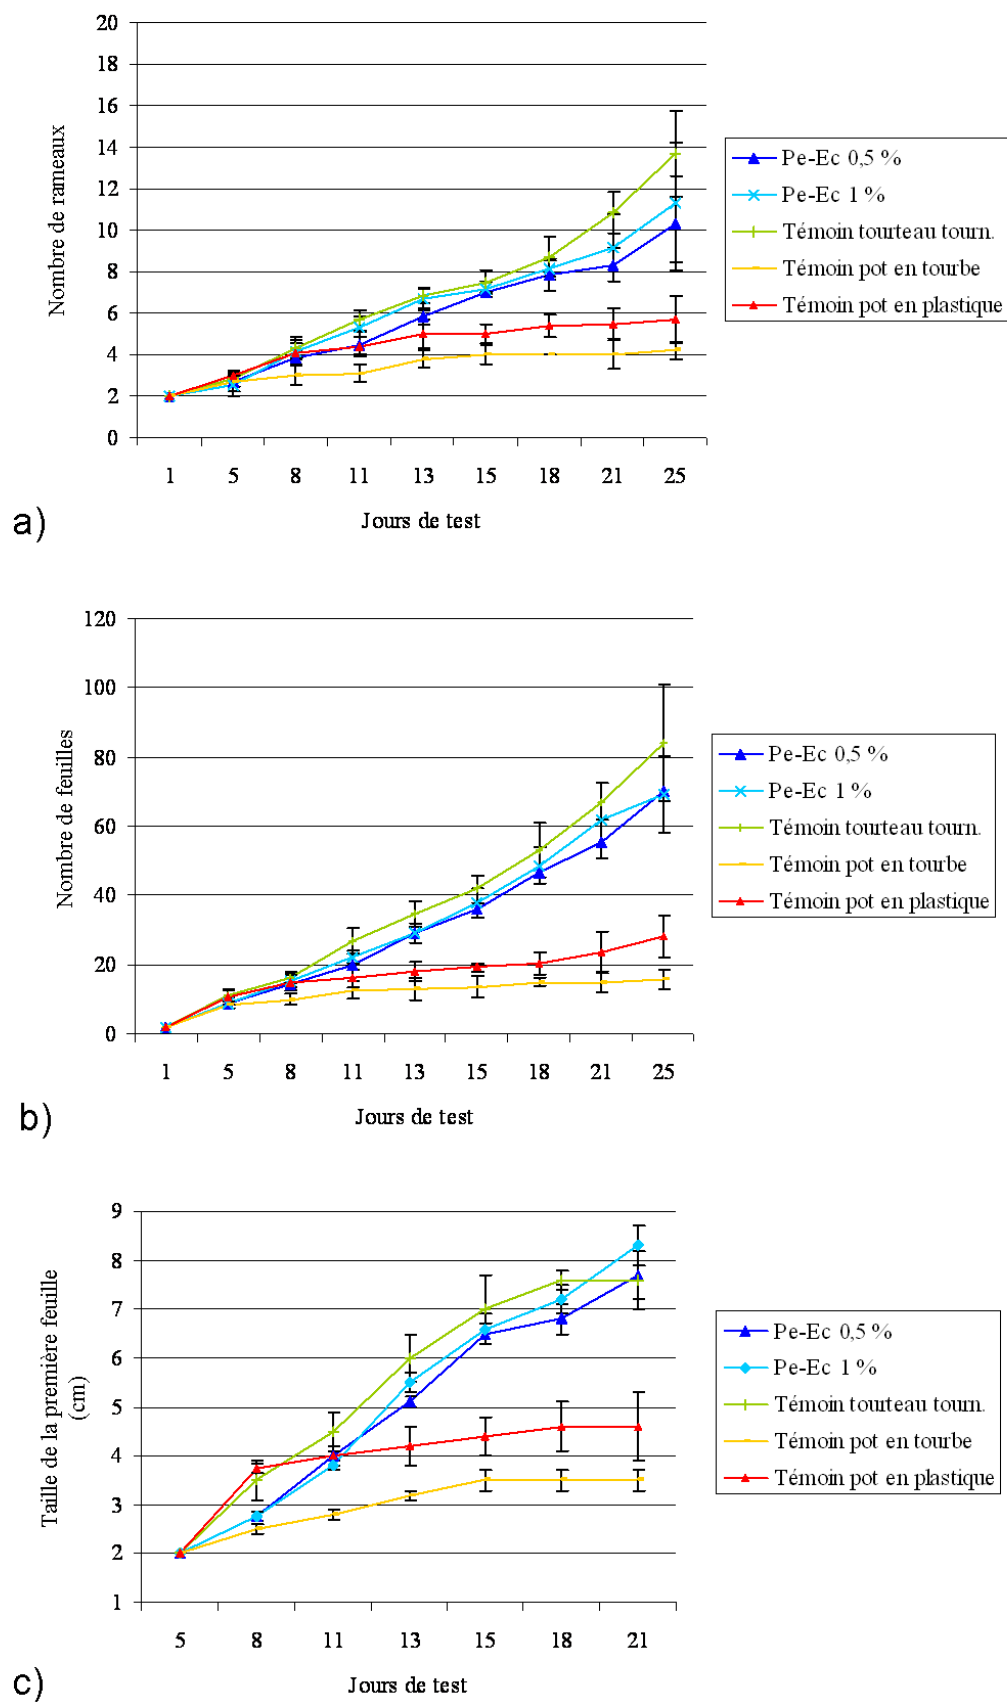 20
18
16
14
12
10
8
6
4
2
0
Nombre de rameaux
1 5 8 11 13 15 18 21 25
Jours de test
Pe-Ec 0,5 %
Pe-Ec 1 %
Témoin tourteau tourn.
Témoin pot en tourbe
Témoin pot en plastique
a)
120
100
80
60
40
20
0
Nombre de feuilles
1 5 8 11 13 15 18 21 25
Jours de test
Pe-Ec 0,5 %
Pe-Ec 1 %
Témoin tourteau tourn.
Témoin pot en tourbe
Témoin pot en plastique
b)
9
8
7
6
5
4
3
2
1
Taille de la première feuille
(cm)
5 8 11 13 15 18 21
Jours de test
Pe-Ec 0,5 %
Pe-Ec 1 %
Témoin tourteau tourn.
Témoin pot en tourbe
Témoin pot en plastique
c)